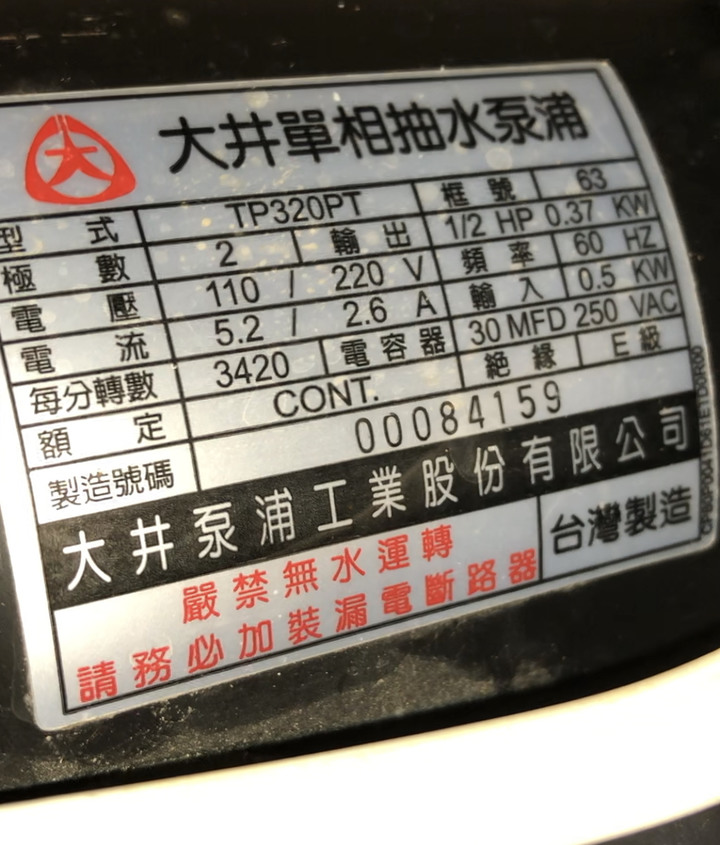 大
大井單相抽水泵浦
型式 TP320PT 框號 63
極數 2 輸出 1/2 HP 0.37 KW
電壓 110 / 220 V 頻率 60 HZ
電流 5.2 / 2.6 A 輸入 0.5 KW
每分轉數 3420 電容器 30 MFD 250 VAC
額定 CONT. 絕緣 E級
製造號碼 00084159
大井泵浦工業股份有限公司
嚴禁無水運轉
請務必加裝漏電斷路器
台灣製造